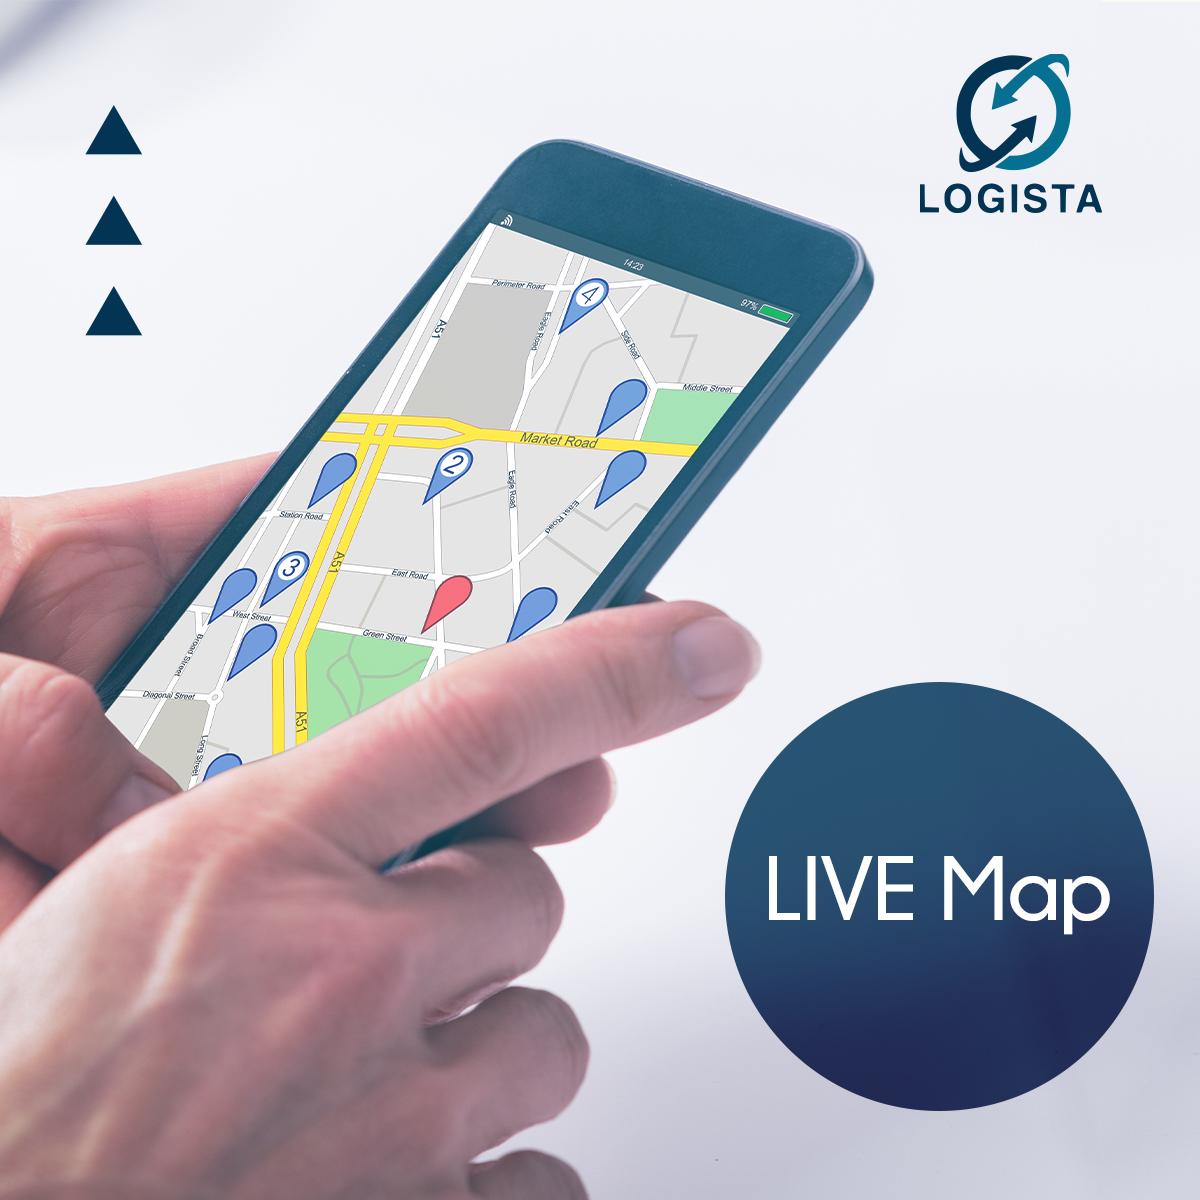 LOGISTA
14:23
97%
Perimeter Road
4
A51
Eagle Road
Side Road
Middle Street
Market Road
2
Eagle Road
Station Road
East Road
A51
3
East Road
West Street
Green Street
Broad Street
Diagonal Street
A51
Long Street
LIVE Map